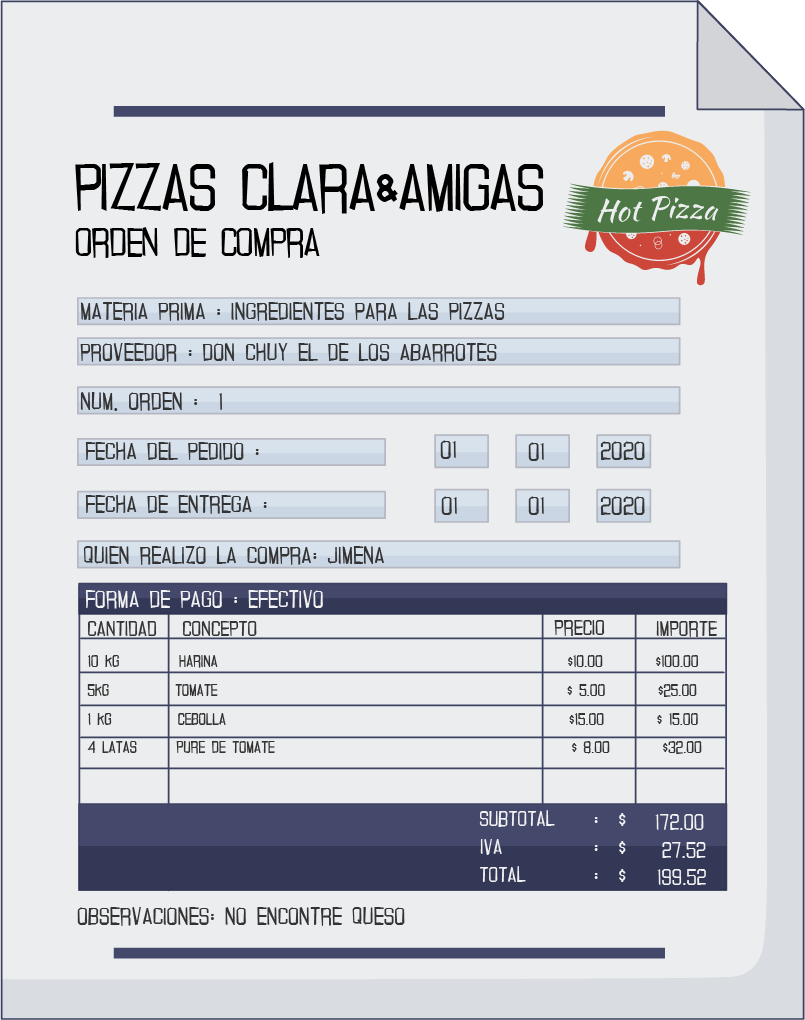 PIZZAS CLARA&AMIGAS
Hot Pizza
ORDEN DE COMPRA
MATERIA PRIMA : INGREDIENTES PARA LAS PIZZAS
PROVEEDOR : DON CHUY EL DE LOS ABARROTES
NUM. ORDEN : 1
FECHA DEL PEDIDO : 01 01 2020
FECHA DE ENTREGA : 01 01 2020
QUIEN REALIZO LA COMPRA: JIMENA
FORMA DE PAGO : EFECTIVO
CANTIDAD CONCEPTO PRECIO IMPORTE
10 KG HARINA $10.00 $100.00
5KG TOMATE $ 5.00 $25.00
1 KG CEBOLLA $15.00 $ 15.00
4 LATAS PURE DE TOMATE $ 8.00 $32.00
SUBTOTAL : $ 172.00
IVA : $ 27.52
TOTAL : $ 199.52
OBSERVACIONES: NO ENCONTRE QUESO